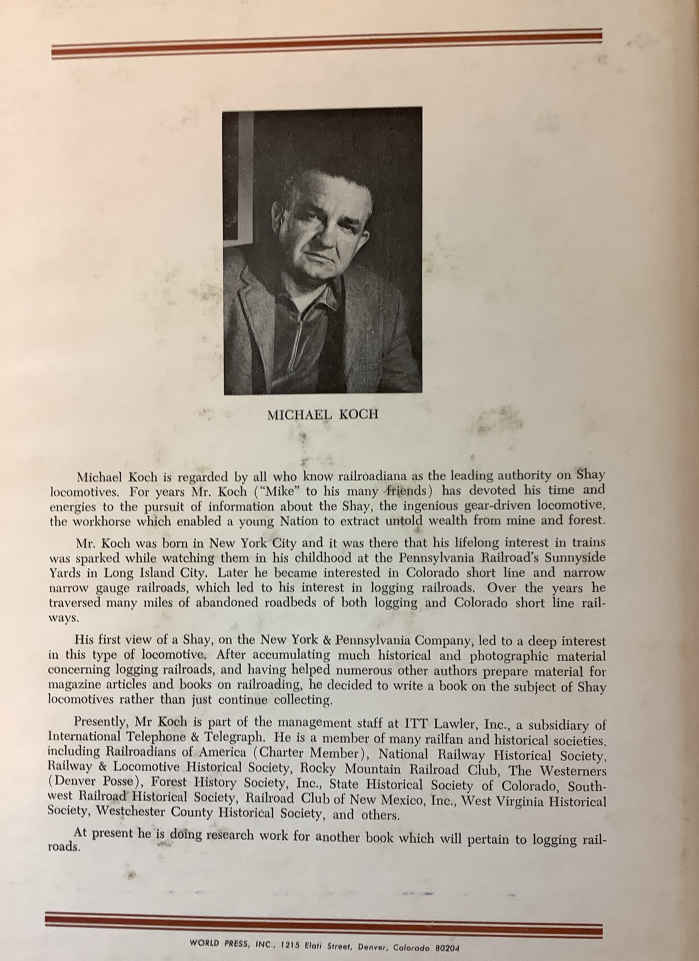 MICHAEL KOCH
Michael Koch is regarded by all who know railroadiana as the leading authority on Shay
locomotives. For years Mr. Koch ("Mike" to his many friends) has devoted his time and
energies to the pursuit of information about the Shay, the ingenious gear-driven locomotive,
the workhorse which enabled a young Nation to extract untold wealth from mine and forest.
Mr. Koch was born in New York City and it was there that his lifelong interest in trains
was sparked while watching them in his childhood at the Pennsylvania Railroad's Sunnyside
Yards in Long Island City. Later he became interested in Colorado short line and narrow
narrow gauge railroads, which led to his interest in logging railroads. Over the years he
traversed many miles of abandoned roadbeds of both logging and Colorado short line rail-
ways.
His first view of a Shay, on the New York & Pennsylvania Company, led to a deep interest
in this type of locomotive. After accumulating much historical and photographic material
concerning logging railroads, and having helped numerous other authors prepare material for
magazine articles and books on railroading, he decided to write a book on the subject of Shay
locomotives rather than just continue collecting.
Presently, Mr Koch is part of the management staff at ITT Lawler, Inc., a subsidiary of
International Telephone & Telegraph. He is a member of many railfan and historical societies,
including Railroadians of America (Charter Member), National Railway Historical Society,
Railway & Locomotive Historical Society, Rocky Mountain Railroad Club, The Westerners
(Denver Posse), Forest History Society, Inc., State Historical Society of Colorado, South-
west Railroad Historical Society, Railroad Club of New Mexico, Inc., West Virginia Historical
Society, Westchester County Historical Society, and others.
At present he is doing research work for another book which will pertain to logging rail-
roads.
WORLD PRESS, INC., 1215 Elati Street, Denver, Colorado 80204